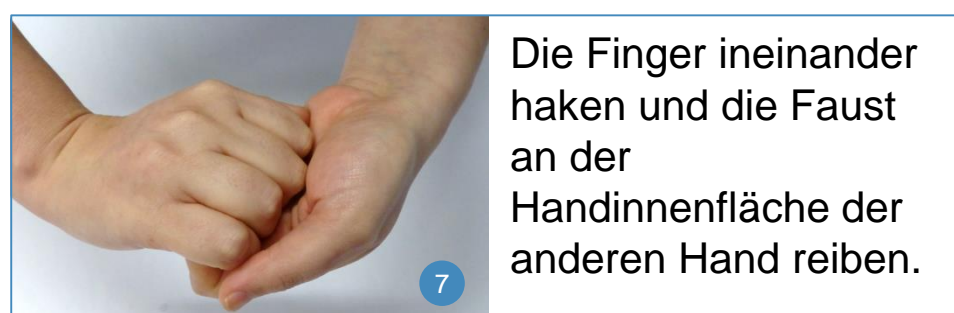 Die Finger ineinander
haken und die Faust
an der
Handinnenfläche der
anderen Hand reiben.
7